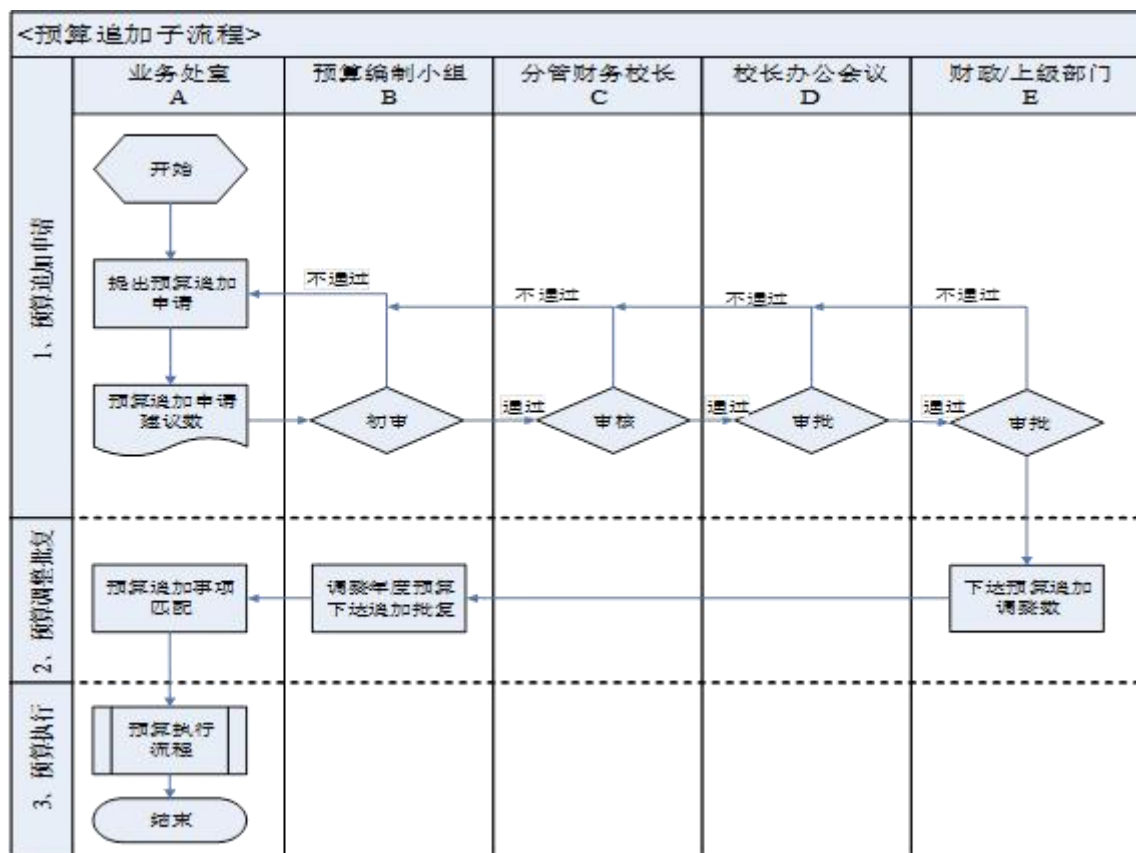 <预算追加子流程>
业务处室
A
预算编制小组
B
分管财务校长
C
校长办公会议
D
财政/上级部门
E
1、预算追加申请
开始
提出预算追加
申请
不通过
不通过
不通过
不通过
预算追加申请
建议数
初审
通过
审核
通过
审批
通过
审批
2、预算调整批复
预算追加事项
匹配
调整年度预算
下达追加批复
下达预算追加
调整数
3、预算执行
预算执行
流程
结束